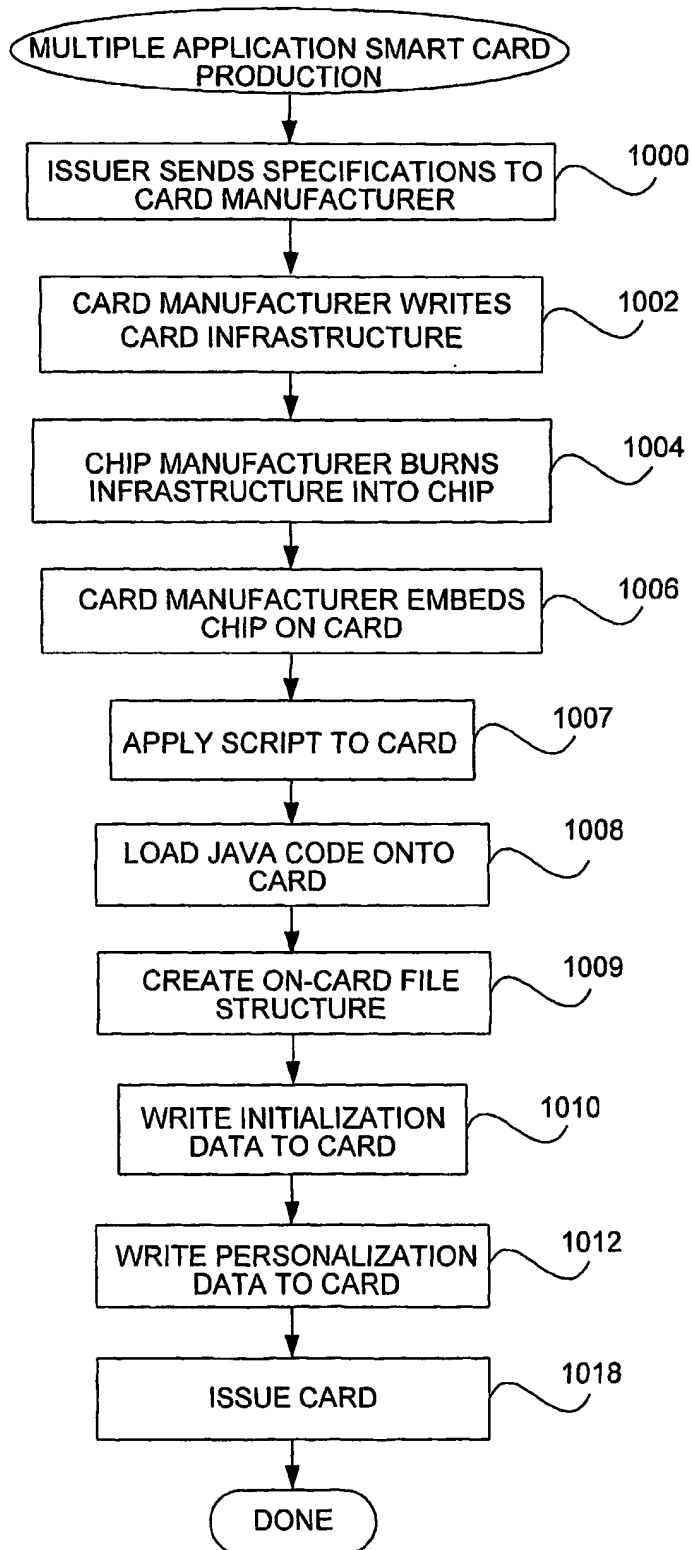 MULTIPLE APPLICATION SMART CARD
PRODUCTION
ISSUER SENDS SPECIFICATIONS TO
CARD MANUFACTURER
1000
CARD MANUFACTURER WRITES
CARD INFRASTRUCTURE
1002
CHIP MANUFACTURER BURNS
INFRASTRUCTURE INTO CHIP
1004
CARD MANUFACTURER EMBEDS
CHIP ON CARD
1006
APPLY SCRIPT TO CARD
1007
LOAD JAVA CODE ONTO
CARD
1008
CREATE ON-CARD FILE
STRUCTURE
1009
WRITE INITIALIZATION
DATA TO CARD
1010
WRITE PERSONALIZATION
DATA TO CARD
1012
ISSUE CARD
1018
DONE